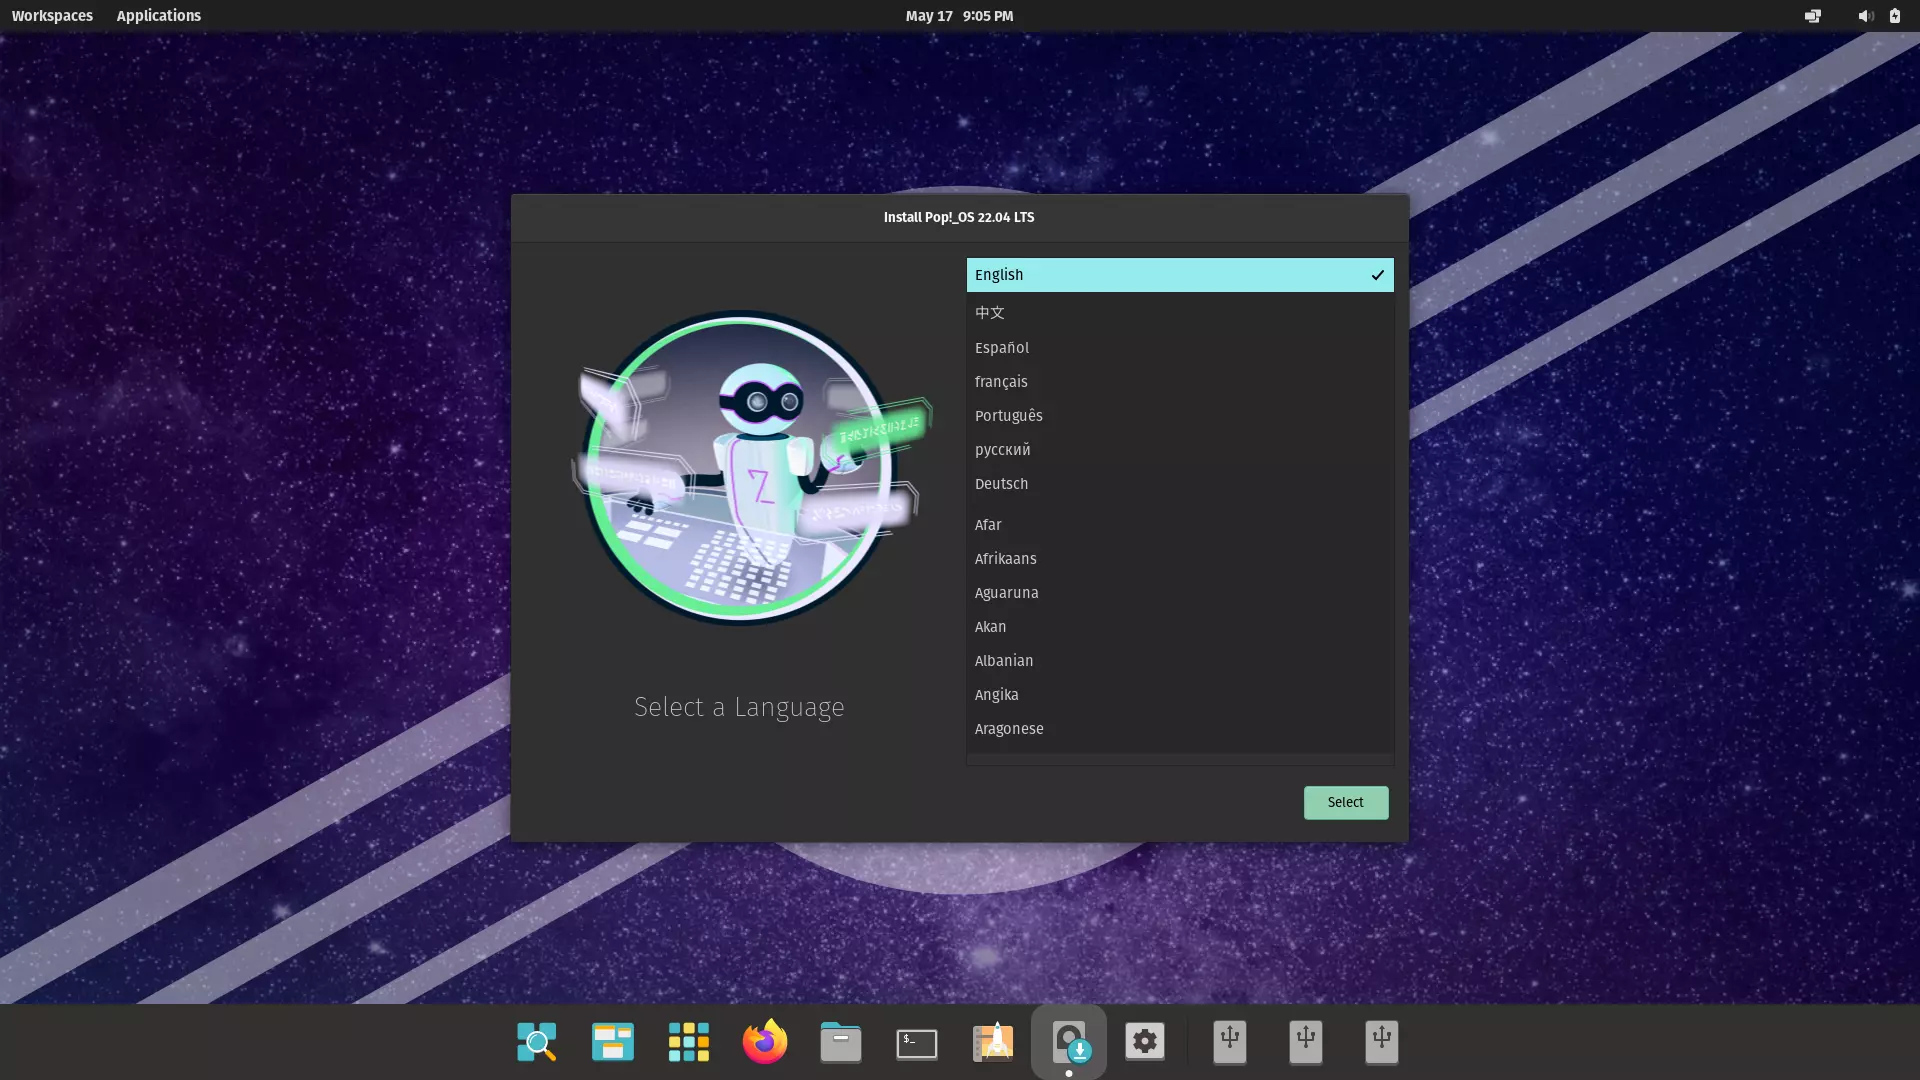 Workspaces Applications May 17 9:05 PM
Install Pop!_OS 22.04 LTS
English
中文
Español
français
Português
русский
Deutsch
Afar
Afrikaans
Aguaruna
Akan
Albanian
Angika
Aragonese
Select a Language
Select
$_